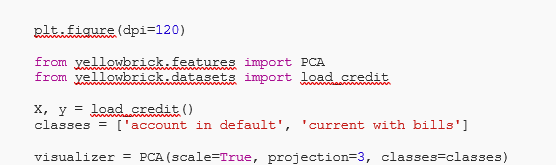 plt.figure(dpi=120)
from yellowbrick.features import PCA
from yellowbrick.datasets import load_credit
X, y = load_credit()
classes = ['account in default', 'current with bills']
visualizer = PCA(scale=True, projection=3, classes=classes)